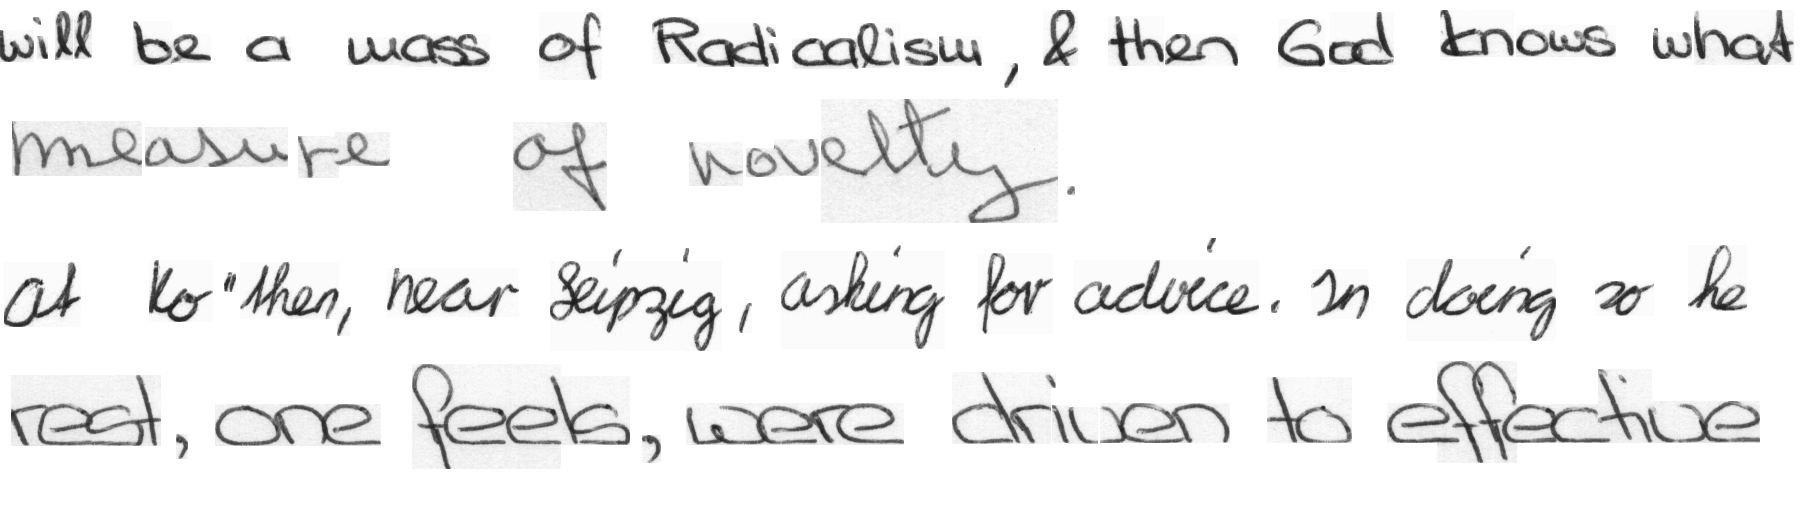 will be a mass of Radicalism, & then God knows what
measure of novelty.
at Ko"then, near Leipzig, asking for advice. In doing so he
rest, one feels, were driven to effective